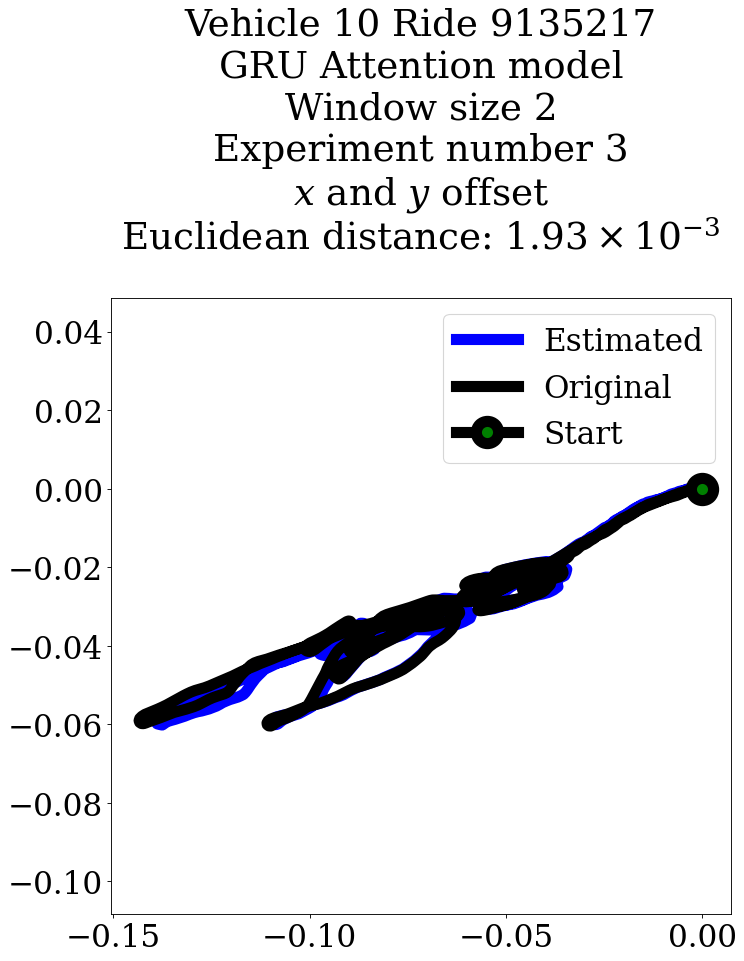 Vehicle 10 Ride 9135217
GRU Attention model
Window size 2
Experiment number 3
x and y offset
Euclidean distance: 1.93 × 10⁻³
Estimated
Original
Start
0.04
0.02
0.00
−0.02
−0.04
−0.06
−0.08
−0.10
−0.15
−0.10
−0.05
0.00